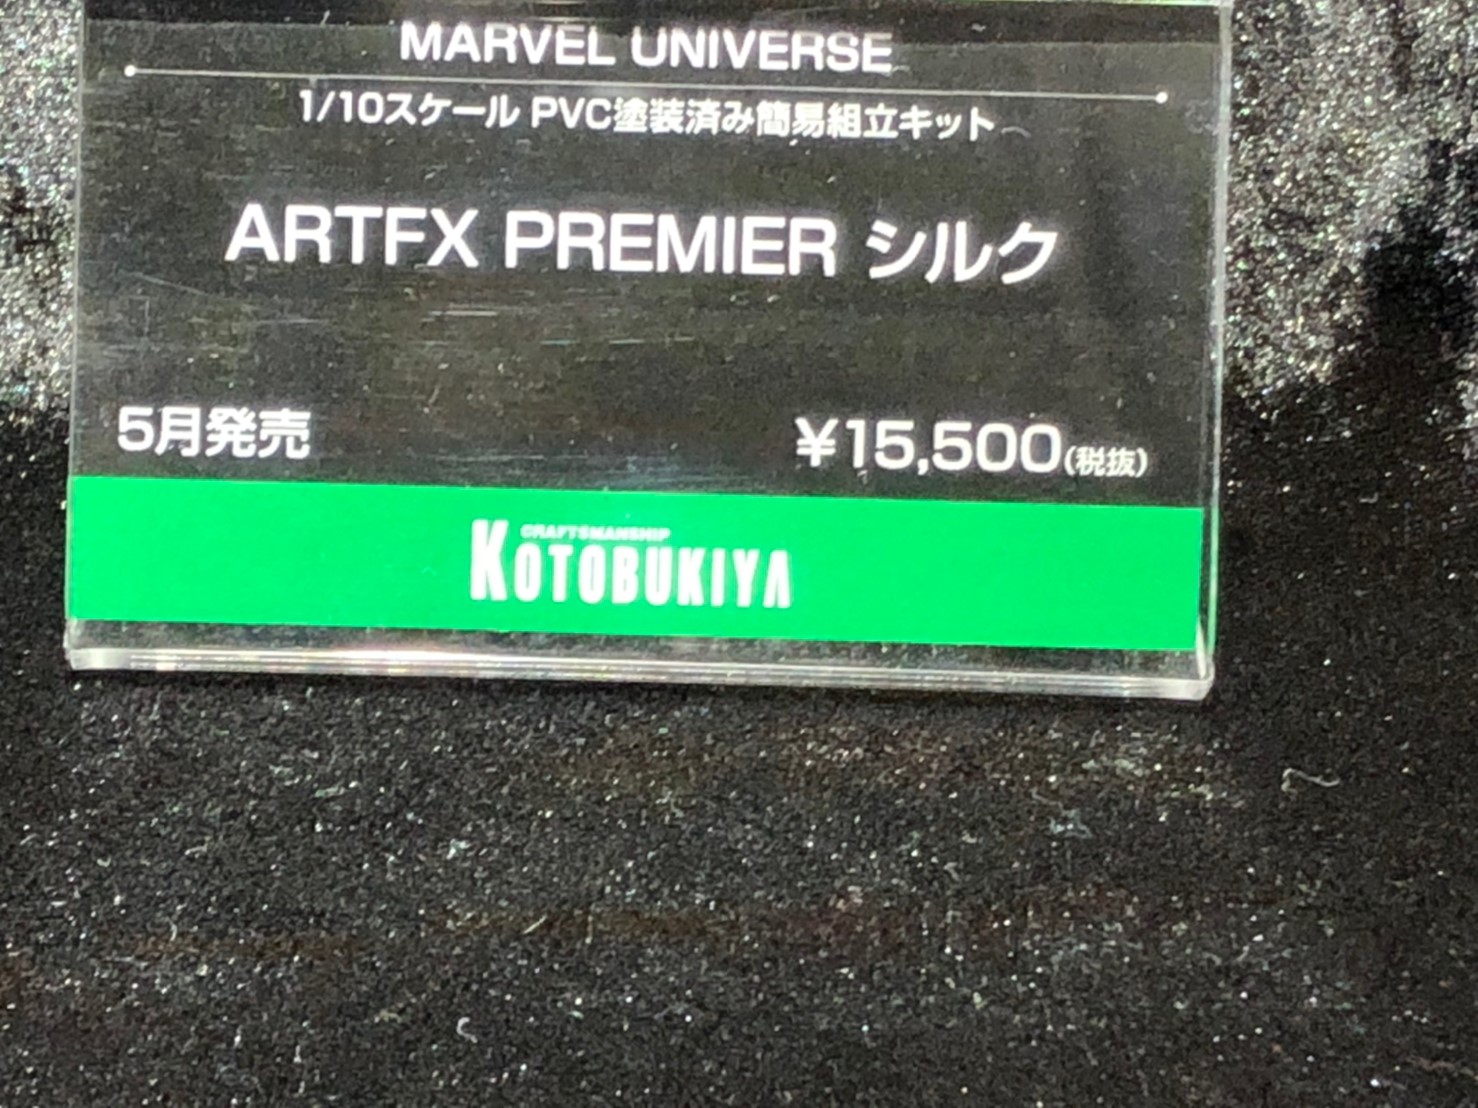 MARVEL UNIVERSE
1/10スケール PVC塗装済み簡易組立キット
ARTFX PREMIER シルク
5月発売
¥15,500(税抜)
CRAFTSMANSHIP
KOTOBUKIYA